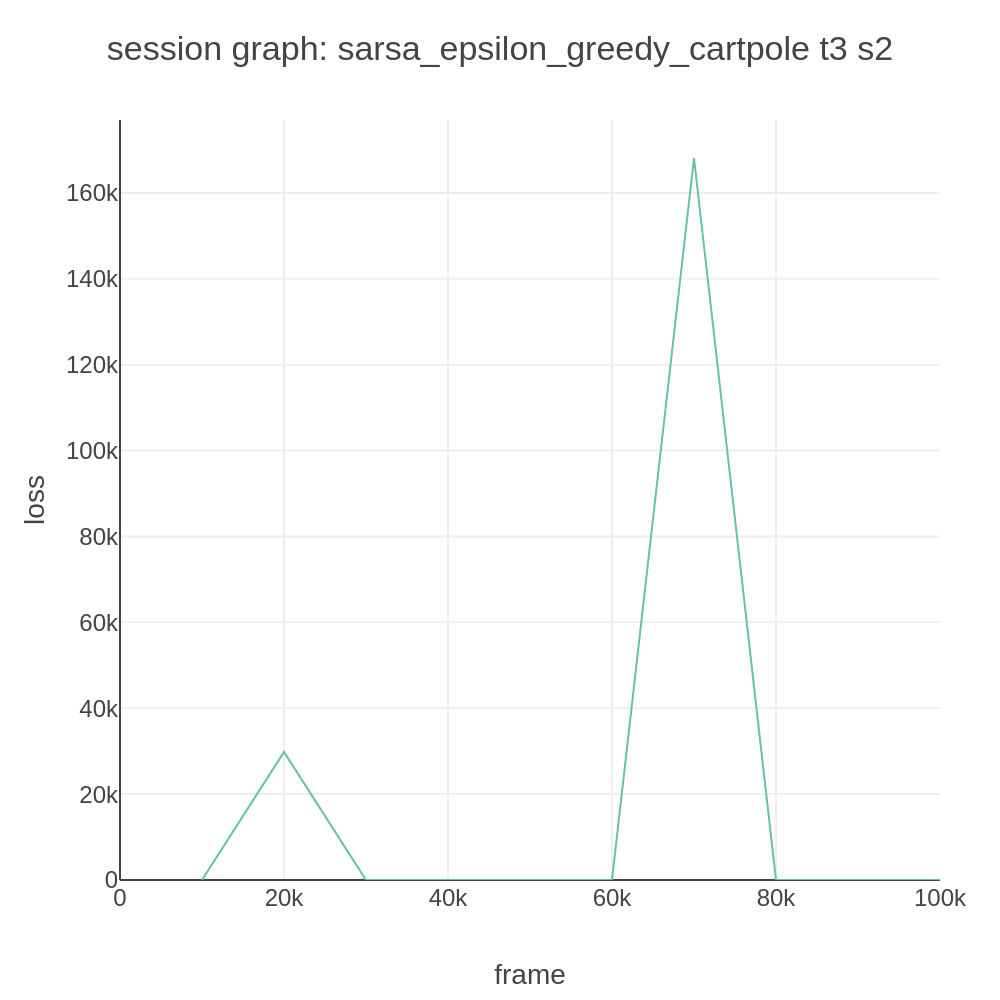 session graph: sarsa_epsilon_greedy_cartpole t3 s2
160k
140k
120k
100k
80k
60k
40k
20k
0
loss
0 20k 40k 60k 80k 100k
frame